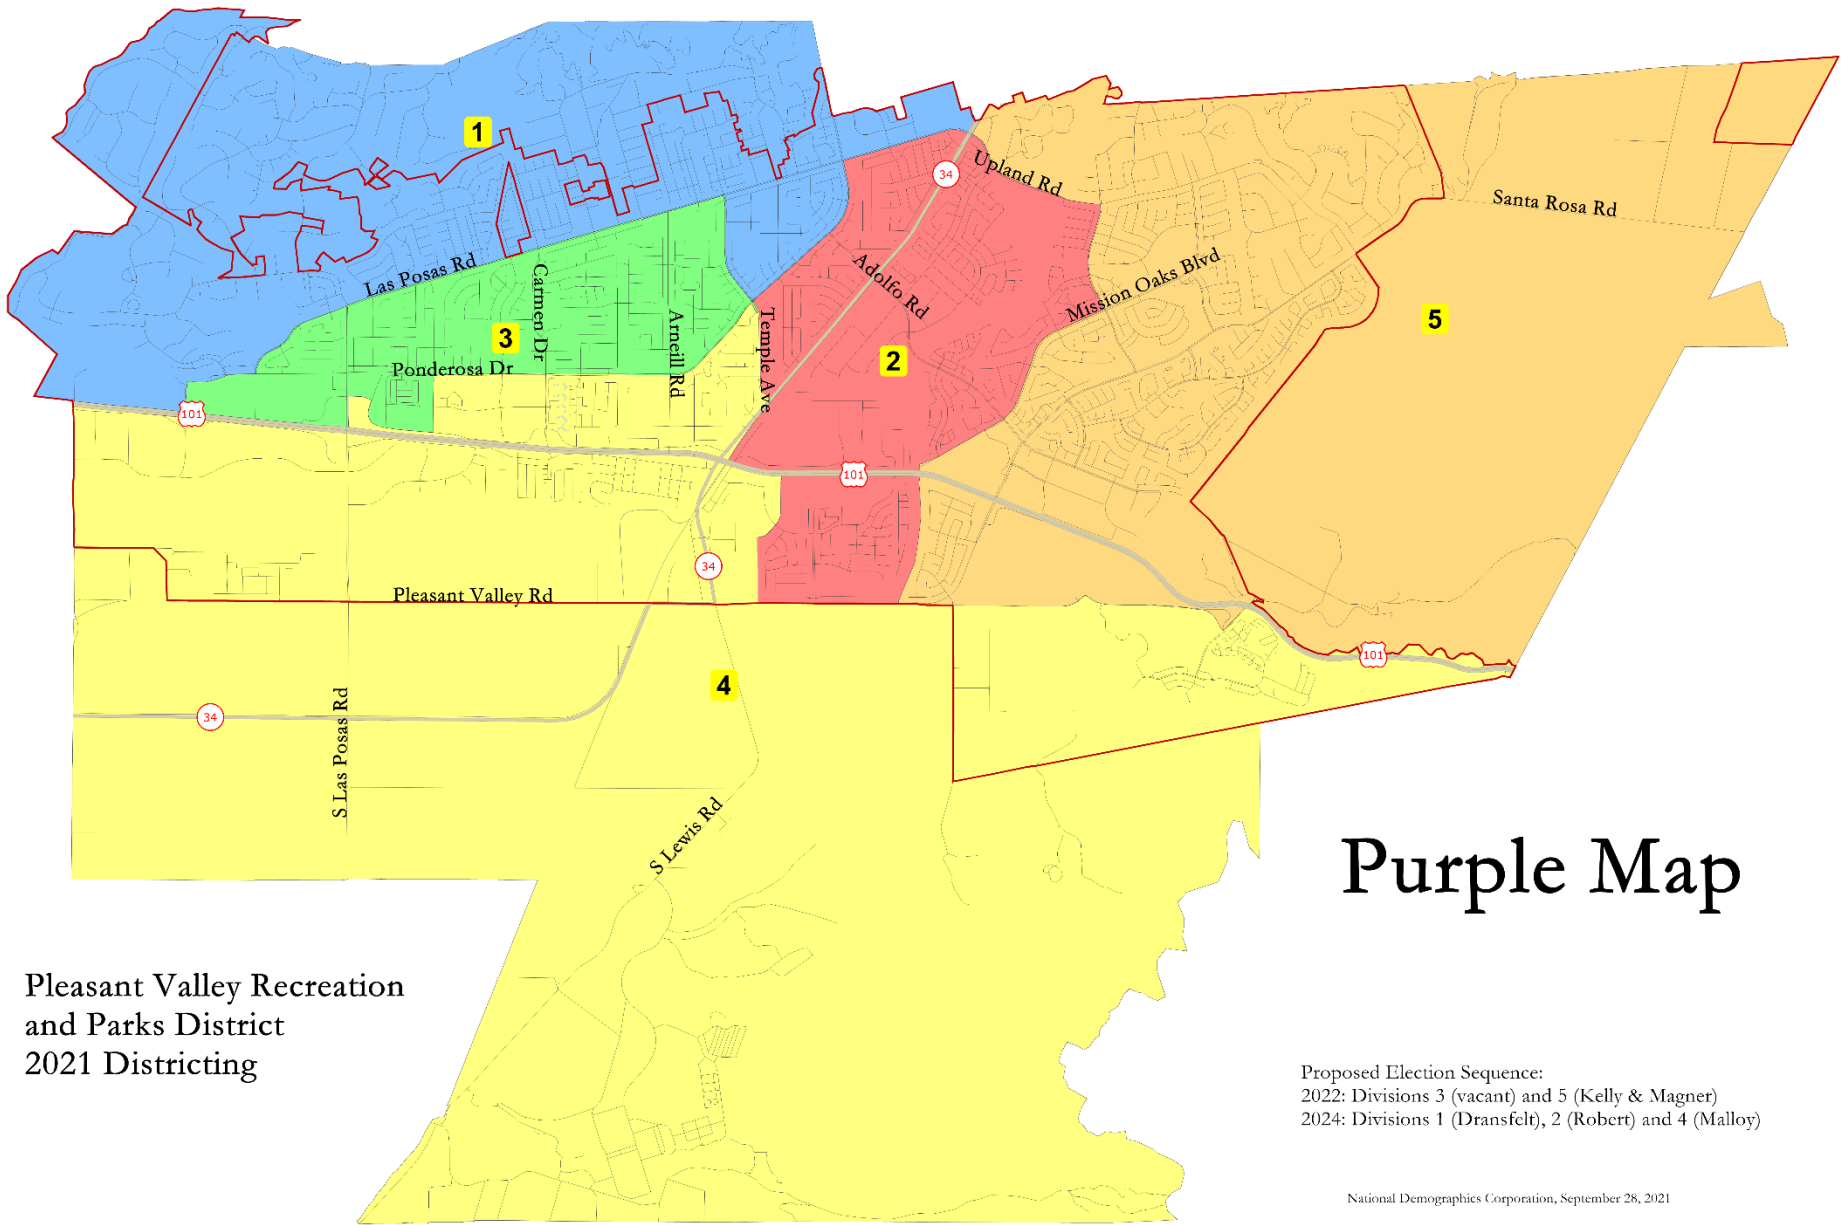 1
34
Upland Rd
Santa Rosa Rd
Las Posas Rd
Carmen Dr
Adolfo Rd
Mission Oaks Blvd
3
Arneill Rd
Temple Ave
5
Ponderosa Dr
2
101
101
34
Pleasant Valley Rd
101
4
34
S Las Posas Rd
S Lewis Rd
Purple Map
Pleasant Valley Recreation
and Parks District
2021 Districting
Proposed Election Sequence:
2022: Divisions 3 (vacant) and 5 (Kelly & Magner)
2024: Divisions 1 (Dransfelt), 2 (Robert) and 4 (Malloy)
National Demographics Corporation, September 28, 2021